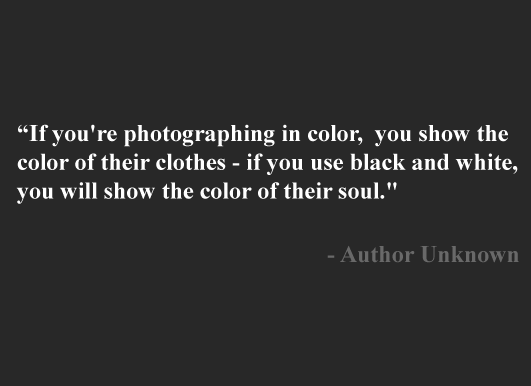 “If you're photographing in color,  you show the
color of their clothes - if you use black and white,
you will show the color of their soul."
- Author Unknown